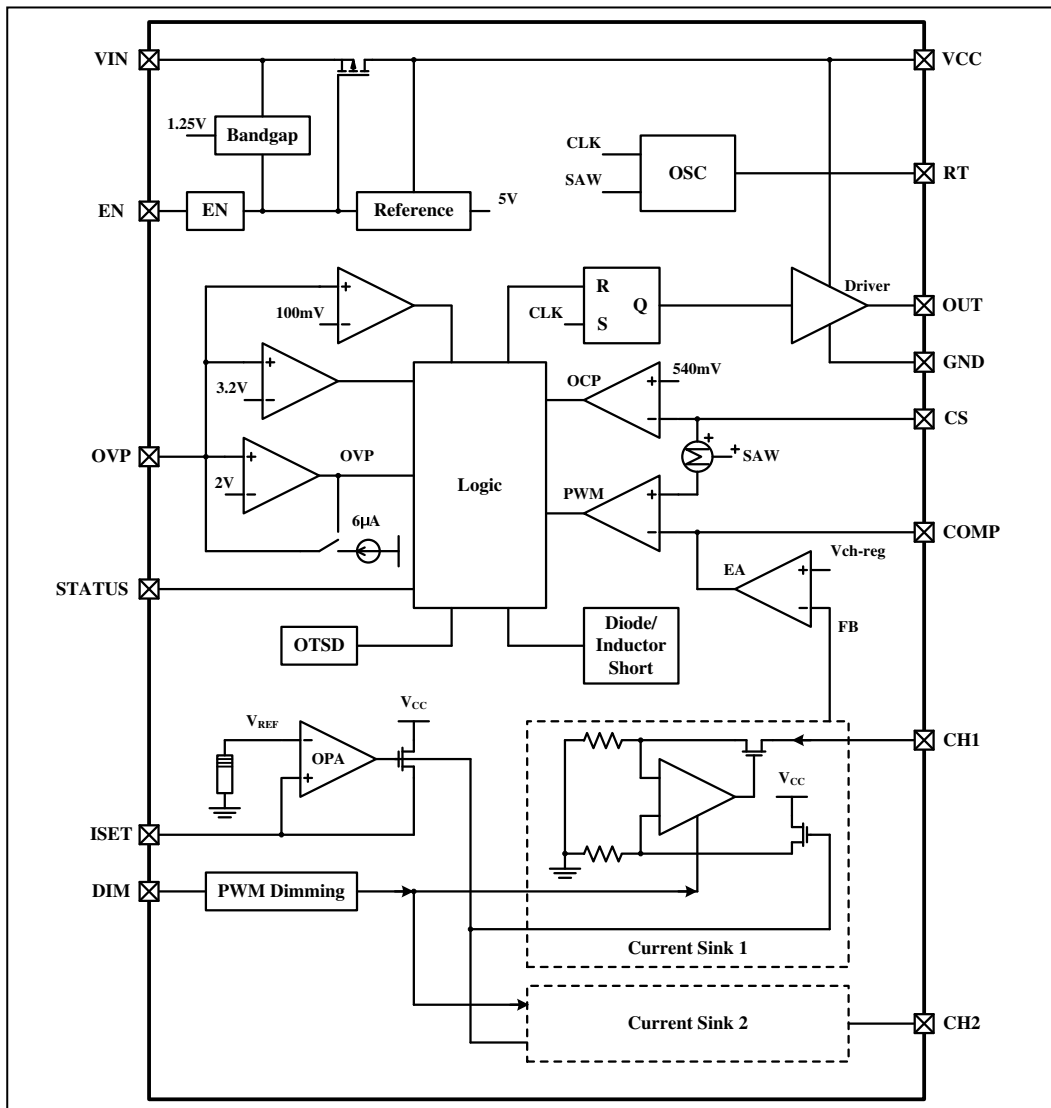 VIN
VCC
1.25V
Bandgap
CLK
OSC
SAW
RT
EN
EN
Reference
5V
Driver
R
Q
CLK
S
OUT
100mV
GND
OCP
540mV
3.2V
CS
OVP
OVP
SAW
2V
Logic
PWM
6µA
COMP
Vch-reg
EA
STATUS
FB
OTSD
Diode/
Inductor
Short
VCC
VREF
OPA
CH1
VCC
ISET
DIM
PWM Dimming
Current Sink 1
Current Sink 2
CH2